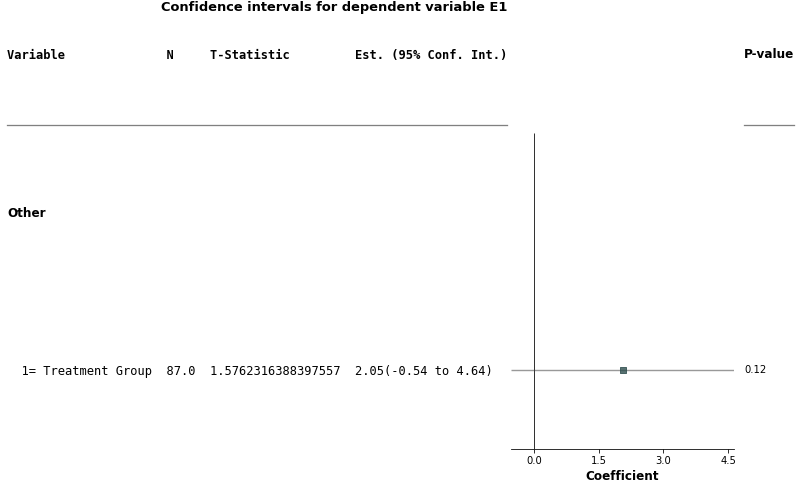 Confidence intervals for dependent variable E1
Variable N T-Statistic Est. (95% Conf. Int.) P-value
Other
1= Treatment Group 87.0 1.5762316388397557 2.05(-0.54 to 4.64) 0.12
0.0 1.5 3.0 4.5
Coefficient